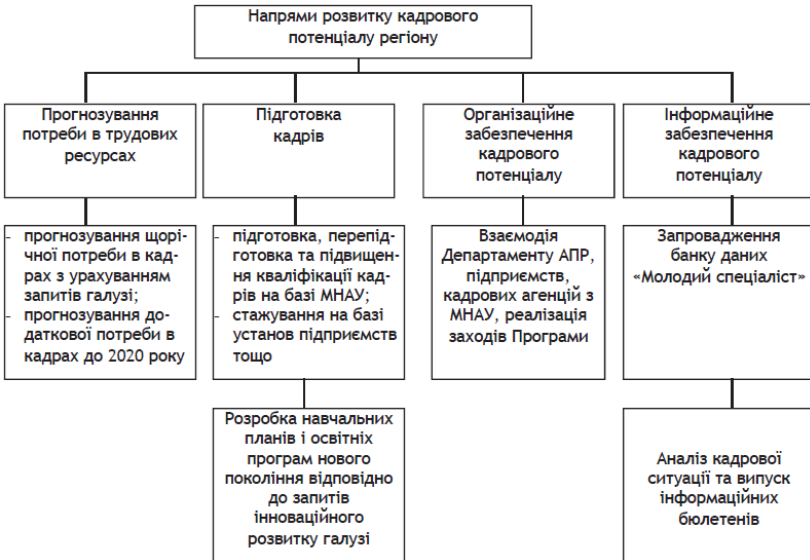 Напрями розвитку кадрового
потенціалу регіону
Прогнозування
потреби в трудових
ресурсах
Підготовка
кадрів
Організаційне
забезпечення
кадрового
потенціалу
Інформаційне
забезпечення
кадрового
потенціалу
- прогнозування щорі-
чної потреби в кад-
рах з урахуванням
запитів галузі;
- прогнозування до-
даткової потреби в
кадрах до 2020 року
- підготовка, перепід-
готовка та підвищен-
ня кваліфікації кад-
рів на базі МНАУ;
- стажування на базі
установ підприємств
тощо
Взаємодія
Департаменту АПР,
підприємств,
кадрових агенцій з
МНАУ, реалізація
заходів Програми
Запровадження
банку даних
«Молодий спеціаліст»
Розробка навчальних
планів і освітніх
програм нового
покоління відповідно
до запитів
інноваційного
розвитку галузі
Аналіз кадрової
ситуації та випуск
інформаційних
бюлетенів